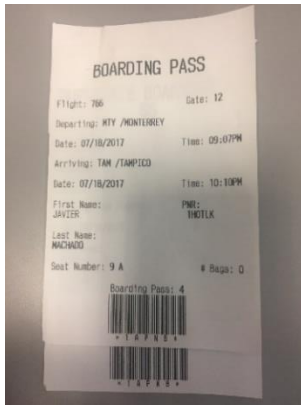 BOARDING PASS
Flight: 766 Gate: 12
Departing: MTY /MONTERREY
Date: 07/18/2017 Time: 09:07PM
Arriving: TAM /TAMPICO
Date: 07/18/2017 Time: 10:10PM
First Name: PNR:
JAVIER 1HOTLK
Last Name:
MACHADO
Seat Number: 9 A # Bags: 0
Boarding Pass: 4